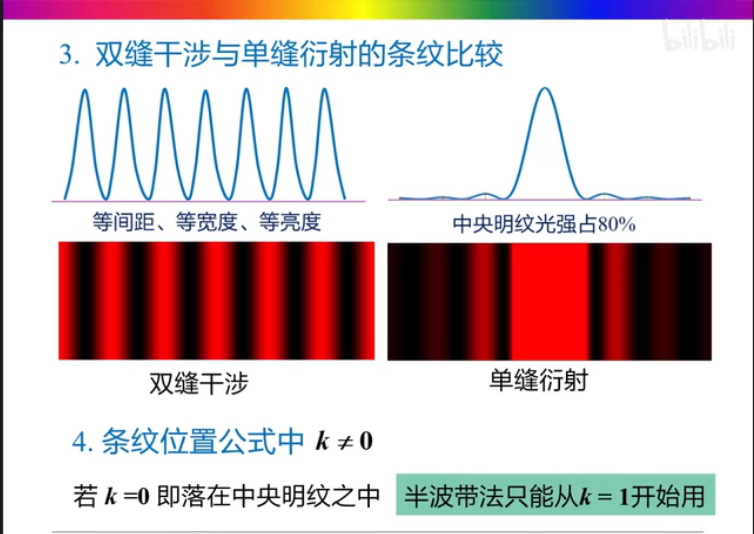 bilibili
3. 双缝干涉与单缝衍射的条纹比较
等间距、等宽度、等亮度
中央明纹光强占80%
双缝干涉
单缝衍射
4. 条纹位置公式中 k ≠ 0
若 k =0 即落在中央明纹之中
半波带法只能从k = 1开始用